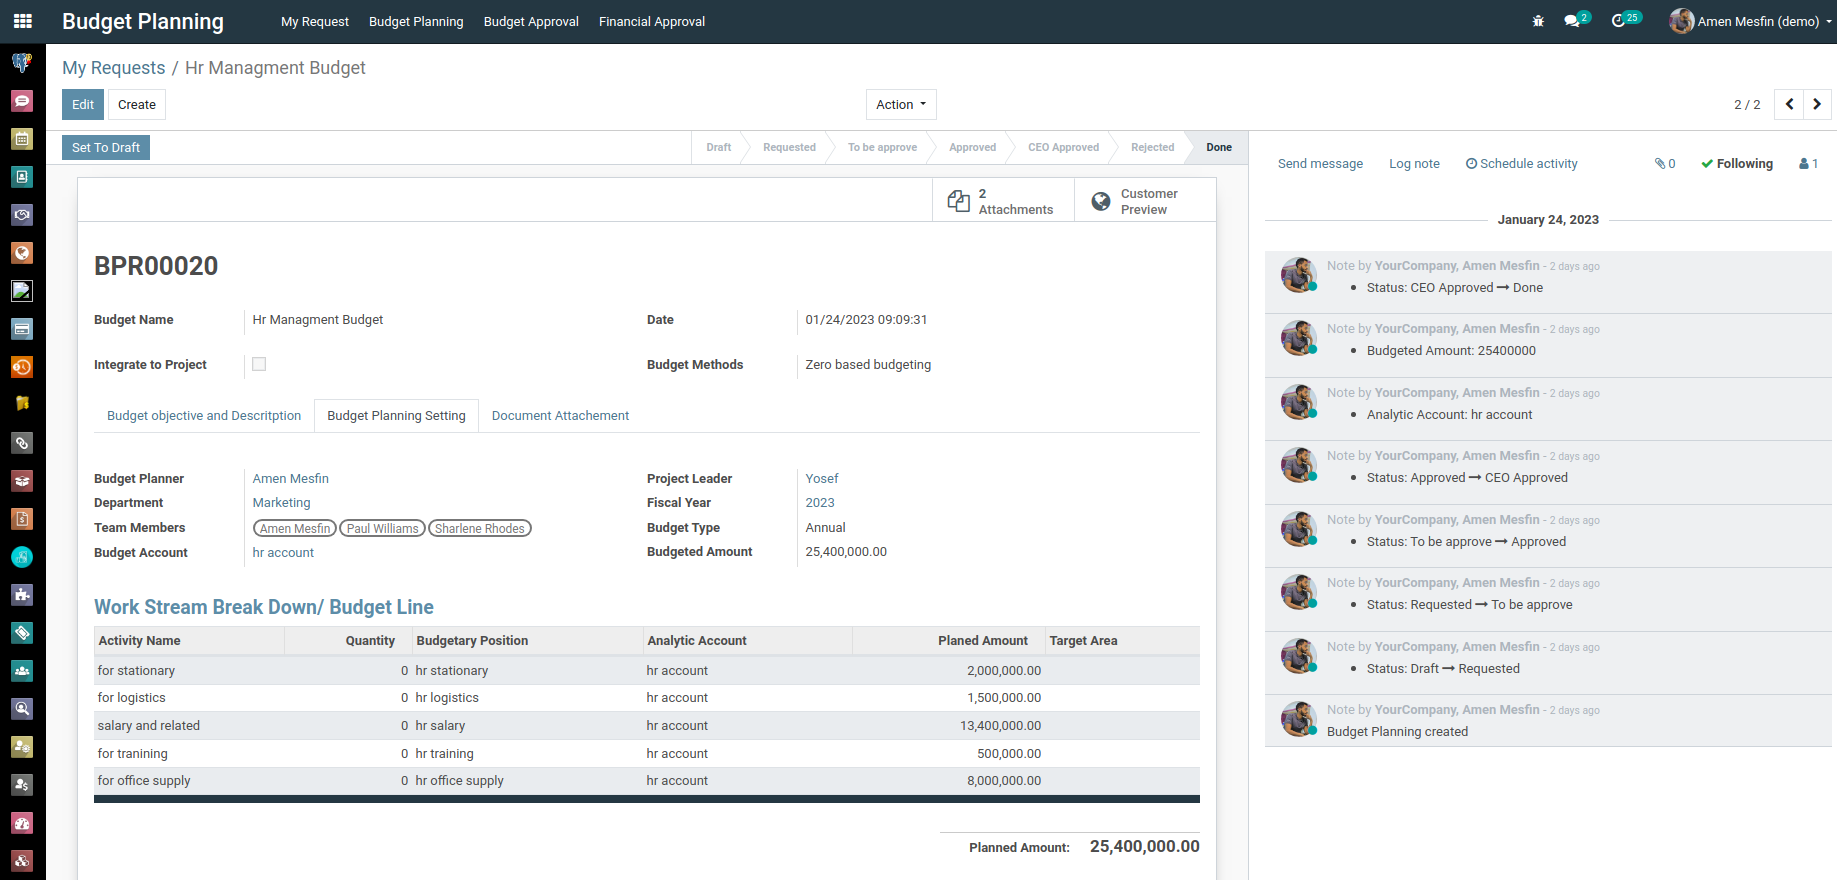 Budget Planning My Request Budget Planning Budget Approval Financial Approval 2 25 Amen Mesfin (demo)
My Requests / Hr Managment Budget
Edit Create Action 2 / 2
Set To Draft Draft Requested To be approve Approved CEO Approved Rejected Done
2 Attachments
Customer Preview
BPR00020
Budget Name Hr Managment Budget Date 01/24/2023 09:09:31
Integrate to Project Budget Methods Zero based budgeting
Budget objective and Descritption Budget Planning Setting Document Attachement
Budget Planner Amen Mesfin Project Leader Yosef
Department Marketing Fiscal Year 2023
Team Members Amen Mesfin Paul Williams Sharlene Rhodes Budget Type Annual
Budget Account hr account Budgeted Amount 25,400,000.00
Work Stream Break Down/ Budget Line
Activity Name Quantity Budgetary Position Analytic Account Planed Amount Target Area
for stationary 0 hr stationary hr account 2,000,000.00
for logistics 0 hr logistics hr account 1,500,000.00
salary and related 0 hr salary hr account 13,400,000.00
for tranining 0 hr training hr account 500,000.00
for office supply 0 hr office supply hr account 8,000,000.00
Planned Amount: 25,400,000.00
Send message Log note Schedule activity 0 Following 1
January 24, 2023
Note by YourCompany, Amen Mesfin - 2 days ago
Status: CEO Approved → Done
Note by YourCompany, Amen Mesfin - 2 days ago
Budgeted Amount: 25400000
Note by YourCompany, Amen Mesfin - 2 days ago
Analytic Account: hr account
Note by YourCompany, Amen Mesfin - 2 days ago
Status: Approved → CEO Approved
Note by YourCompany, Amen Mesfin - 2 days ago
Status: To be approve → Approved
Note by YourCompany, Amen Mesfin - 2 days ago
Status: Requested → To be approve
Note by YourCompany, Amen Mesfin - 2 days ago
Status: Draft → Requested
Note by YourCompany, Amen Mesfin - 2 days ago
Budget Planning created